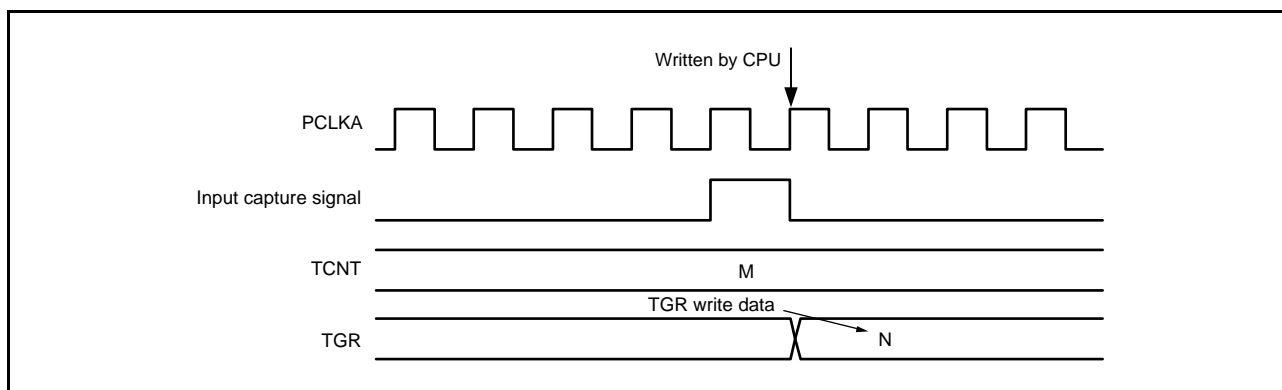 Written by CPU
PCLKA
Input capture signal
TCNT
M
TGR write data
TGR
N